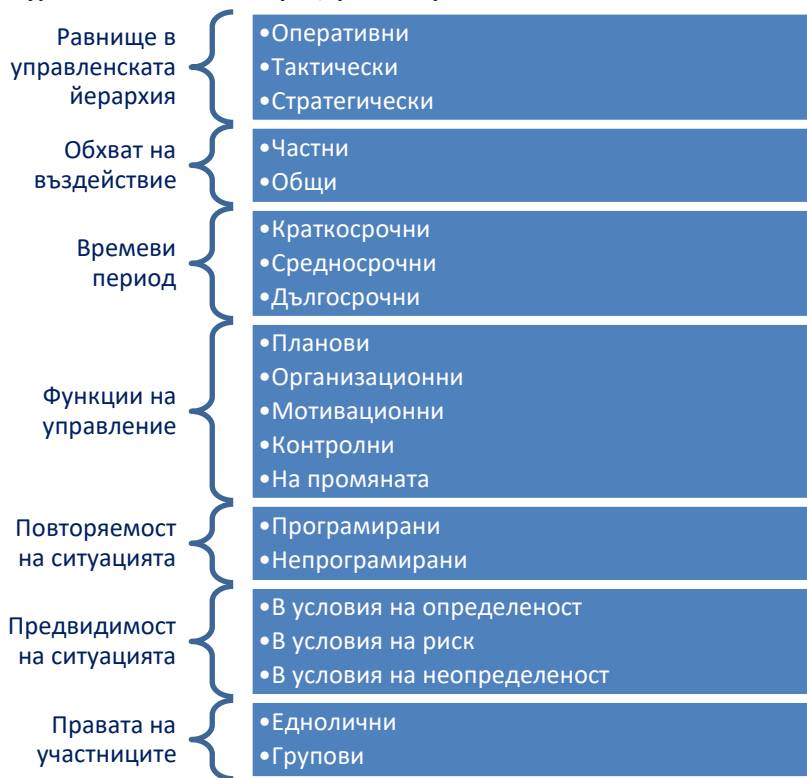 Равнище в
управленската
йерархия
•Оперативни
•Тактически
•Стратегически
Обхват на
въздействие
•Частни
•Общи
Времеви
период
•Краткосрочни
•Средносрочни
•Дългосрочни
Функции на
управление
•Планови
•Организационни
•Мотивационни
•Контролни
•На промяната
Повторяемост
на ситуацията
•Програмирани
•Непрограмирани
Предвидимост
на ситуацията
•В условия на определеност
•В условия на риск
•В условия на неопределеност
Правата на
участниците
•Еднолични
•Групови